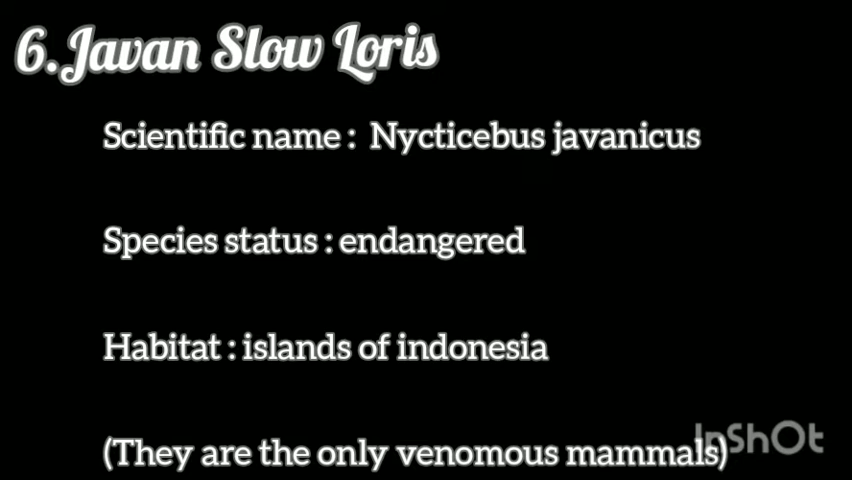 6.Javan Slow Loris
Scientific name : Nycticebus javanicus
Species status : endangered
Habitat : islands of indonesia
(They are the only venomous mammals)
InShOt